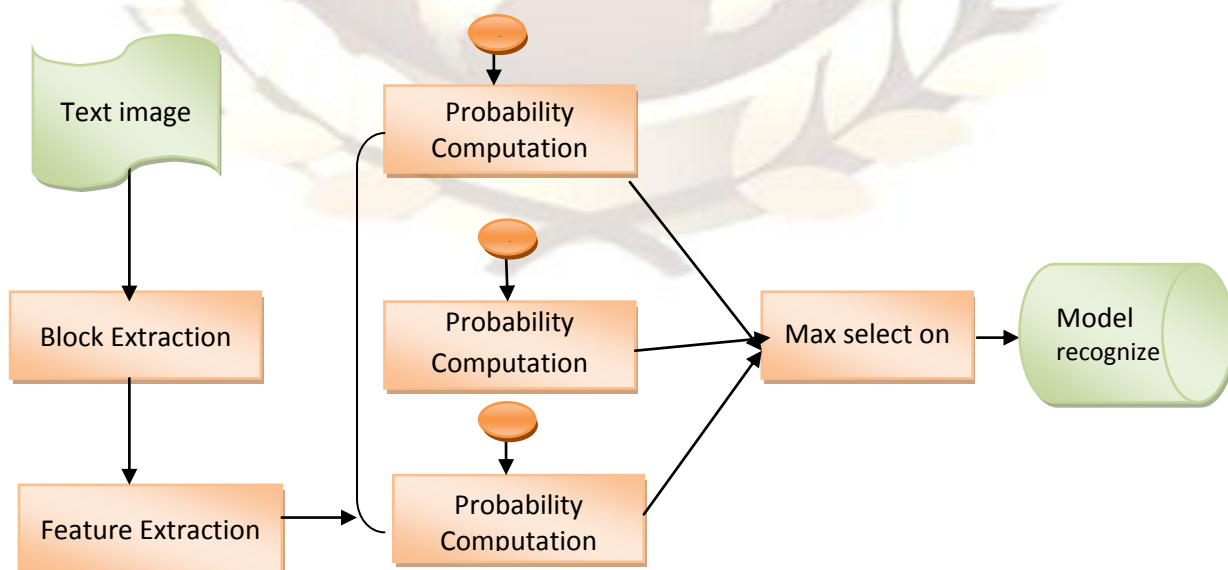 Text image
Block Extraction
Feature Extraction
Probability
Computation
Probability
Computation
Probability
Computation
Max select on
Model
recognize